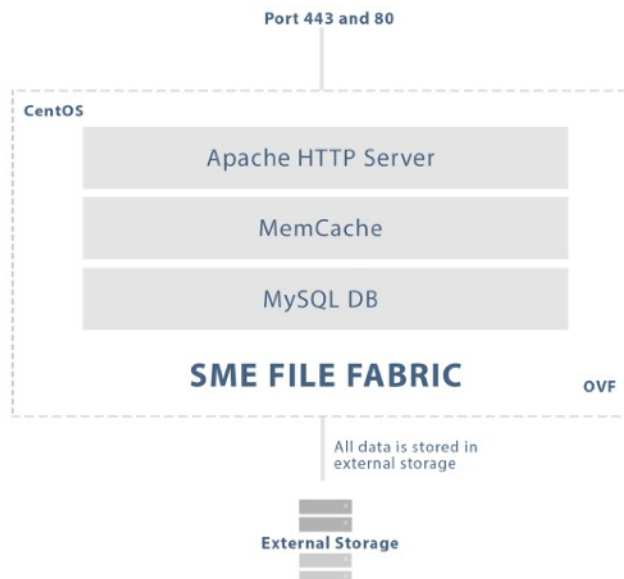 Port 443 and 80
CentOS
Apache HTTP Server
MemCache
MySQL DB
SME FILE FABRIC
OVF
All data is stored in
external storage
External Storage